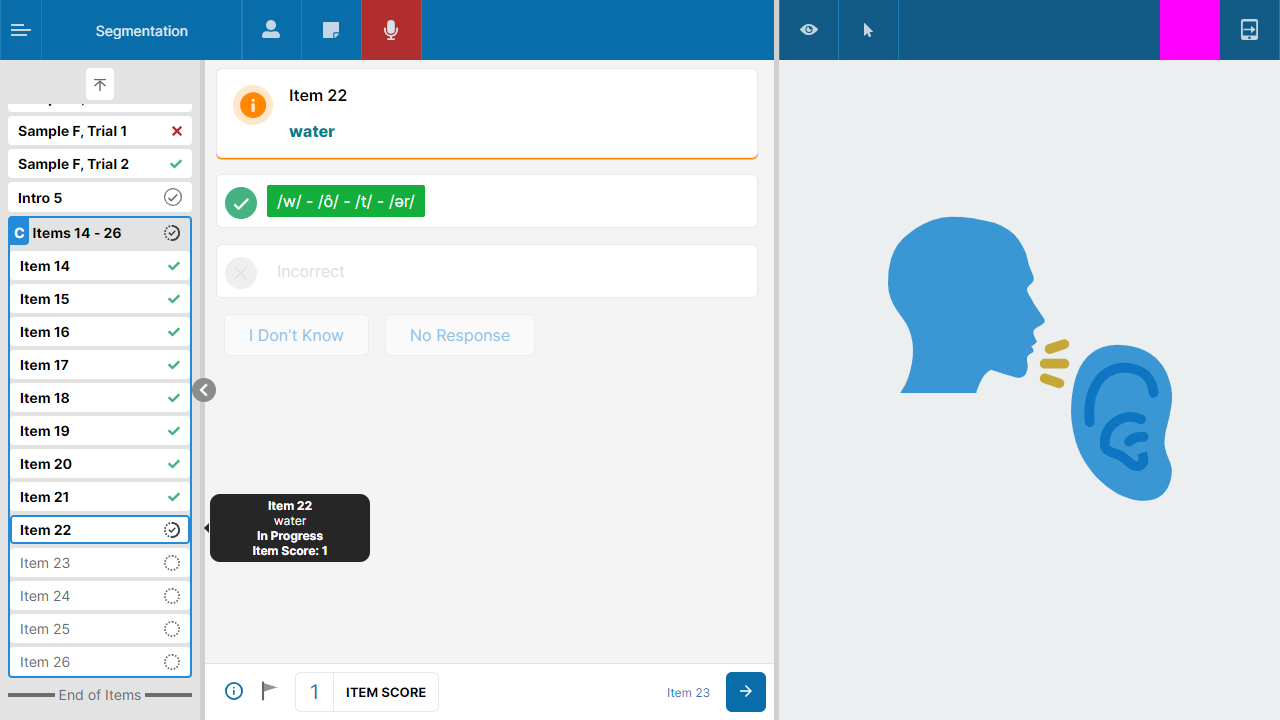 Segmentation
Sample F, Trial 1
Sample F, Trial 2
Intro 5
C Items 14 - 26
Item 14
Item 15
Item 16
Item 17
Item 18
Item 19
Item 20
Item 21
Item 22
Item 23
Item 24
Item 25
Item 26
End of Items
Item 22
water
/w/ - /ô/ - /t/ - /ər/
Incorrect
I Don't Know
No Response
Item 22
water
In Progress
Item Score: 1
1 ITEM SCORE
Item 23